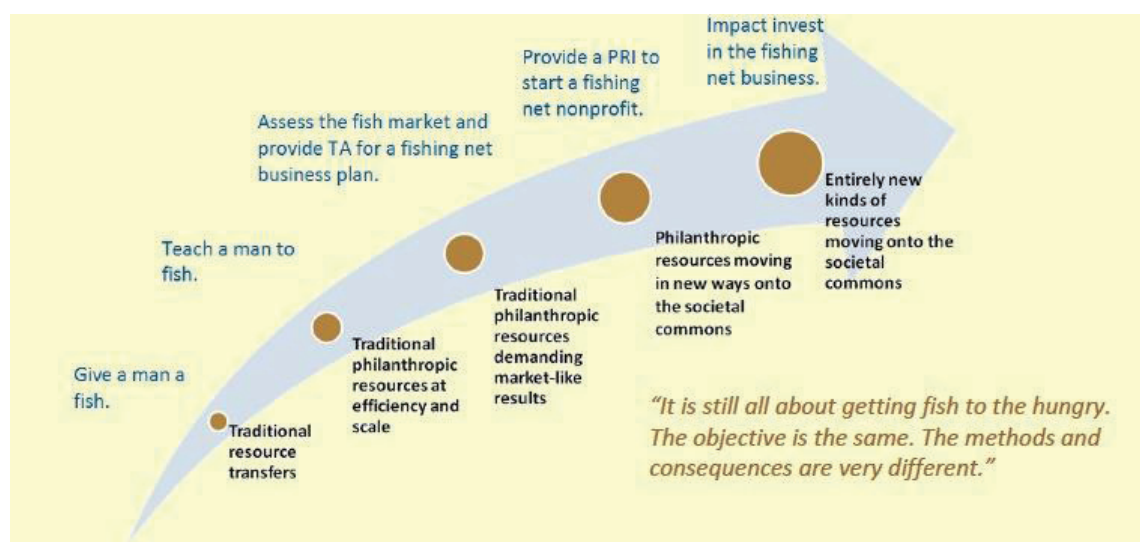 Impact invest
in the fishing
net business.
Provide a PRI to
start a fishing
net nonprofit.
Assess the fish market and
provide TA for a fishing net
business plan.
Teach a man to
fish.
Give a man a
fish.
Traditional
resource
transfers
Traditional
philanthropic
resources at
efficiency and
scale
Traditional
philanthropic
resources
demanding
market-like
results
Philanthropic
resources moving
in new ways onto
the societal
commons
Entirely new
kinds of
resources
moving onto the
societal
commons
“It is still all about getting fish to the hungry.
The objective is the same. The methods and
consequences are very different.”